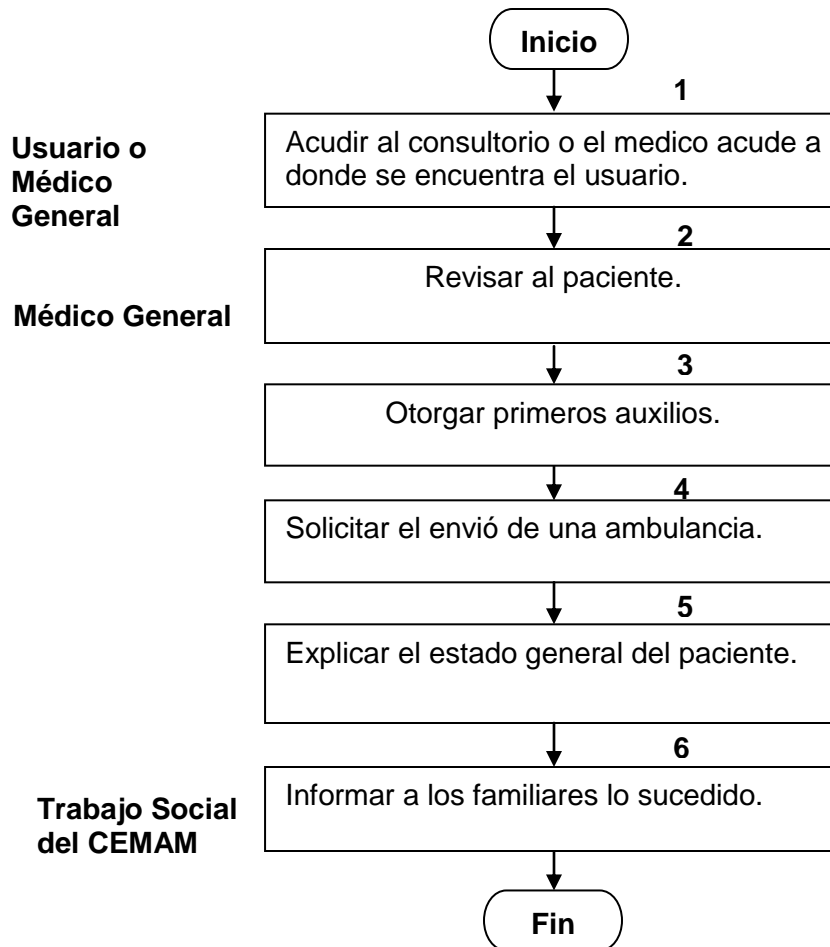 Inicio
1
Usuario o
Médico
General
Acudir al consultorio o el medico acude a
donde se encuentra el usuario.
2
Revisar al paciente.
Médico General
3
Otorgar primeros auxilios.
4
Solicitar el envió de una ambulancia.
5
Explicar el estado general del paciente.
6
Trabajo Social
del CEMAM
Informar a los familiares lo sucedido.
Fin